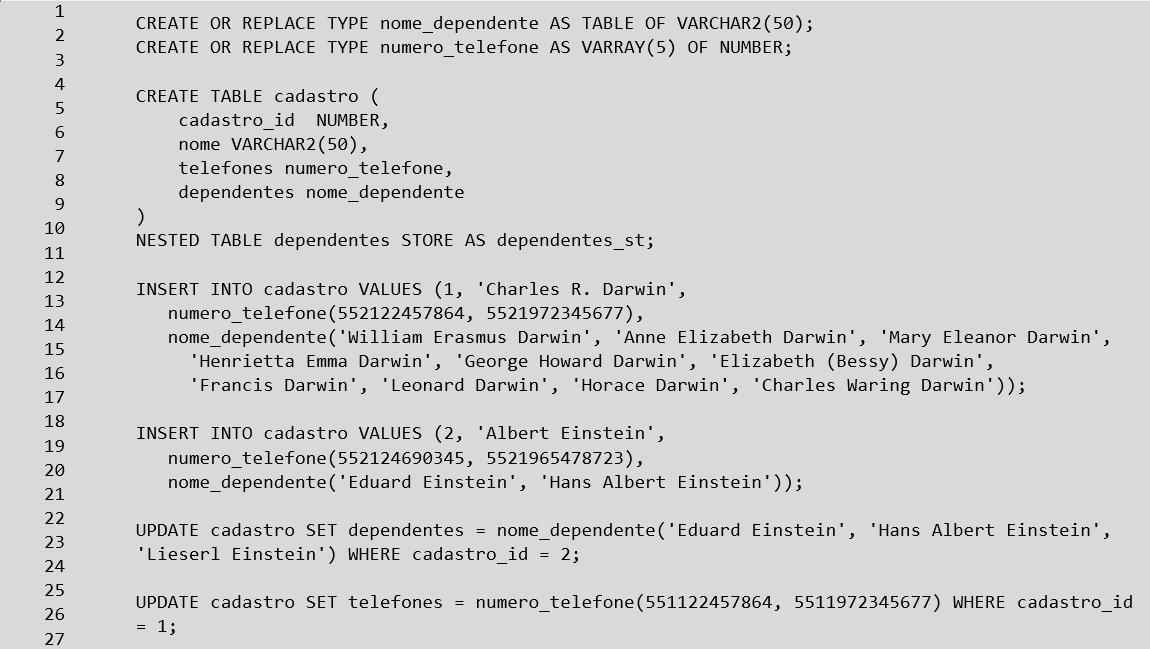 1
CREATE OR REPLACE TYPE nome_dependente AS TABLE OF VARCHAR2(50);
2
CREATE OR REPLACE TYPE numero_telefone AS VARRAY(5) OF NUMBER;
3
4
CREATE TABLE cadastro (
5
cadastro_id  NUMBER,
6
nome VARCHAR2(50),
7
telefones numero_telefone,
8
dependentes nome_dependente
9
)
10
NESTED TABLE dependentes STORE AS dependentes_st;
11
12
INSERT INTO cadastro VALUES (1, 'Charles R. Darwin',
13
numero_telefone(552122457864, 5521972345677),
14
nome_dependente('William Erasmus Darwin', 'Anne Elizabeth Darwin', 'Mary Eleanor Darwin',
15
'Henrietta Emma Darwin', 'George Howard Darwin', 'Elizabeth (Bessy) Darwin',
16
'Francis Darwin', 'Leonard Darwin', 'Horace Darwin', 'Charles Waring Darwin'));
17
18
INSERT INTO cadastro VALUES (2, 'Albert Einstein',
19
numero_telefone(552124690345, 5521965478723),
20
nome_dependente('Eduard Einstein', 'Hans Albert Einstein'));
21
22
UPDATE cadastro SET dependentes = nome_dependente('Eduard Einstein', 'Hans Albert Einstein',
23
'Lieserl Einstein') WHERE cadastro_id = 2;
24
25
UPDATE cadastro SET telefones = numero_telefone(551122457864, 5511972345677) WHERE cadastro_id
26
= 1;
27